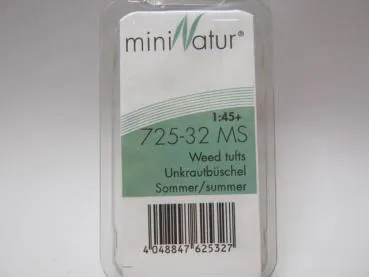 miniNatur®
1:45+
725-32 MS
Weed tufts
Unkrautbüschel
Sommer/summer
4 048847 625327